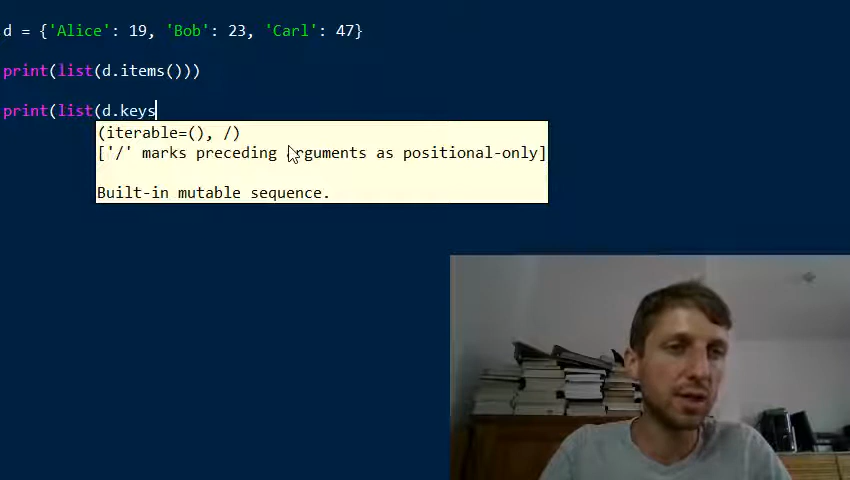 d = {'Alice': 19, 'Bob': 23, 'Carl': 47}
print(list(d.items()))
print(list(d.keys
(iterable=(), /)
['/' marks preceding arguments as positional-only]
Built-in mutable sequence.